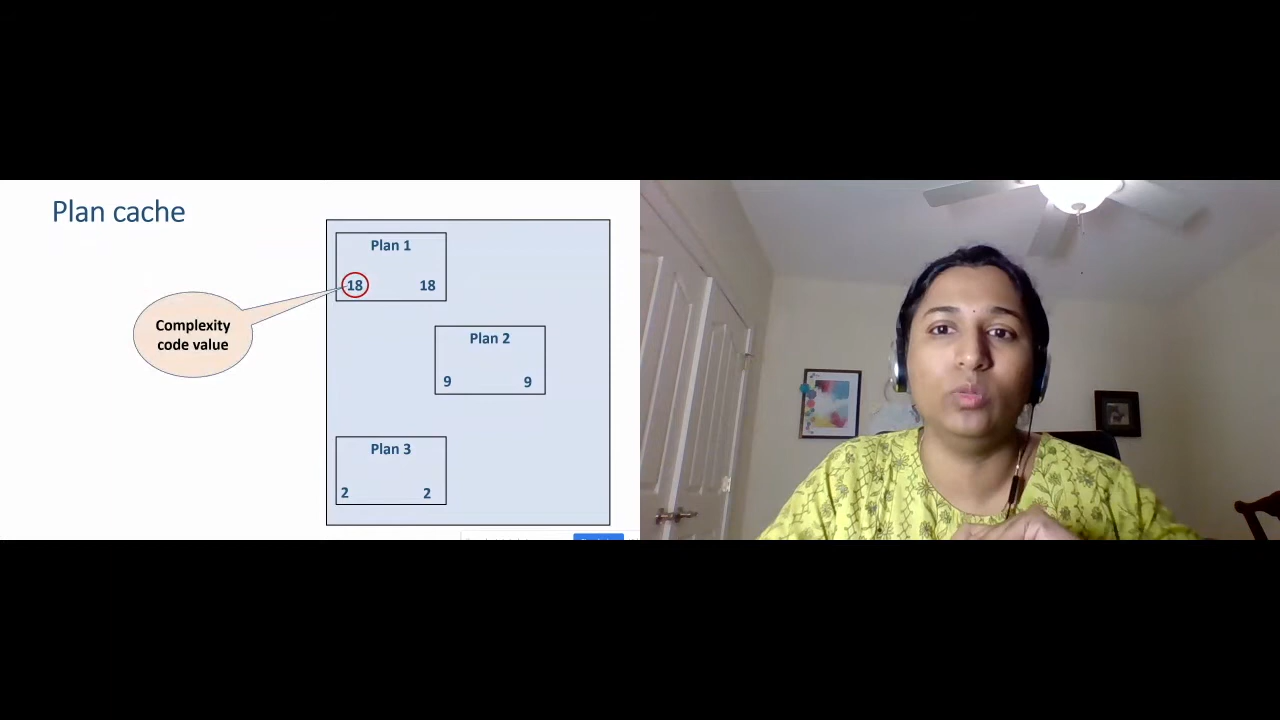 Plan cache
Plan 1
18 18
Complexity
code value
Plan 2
9 9
Plan 3
2 2